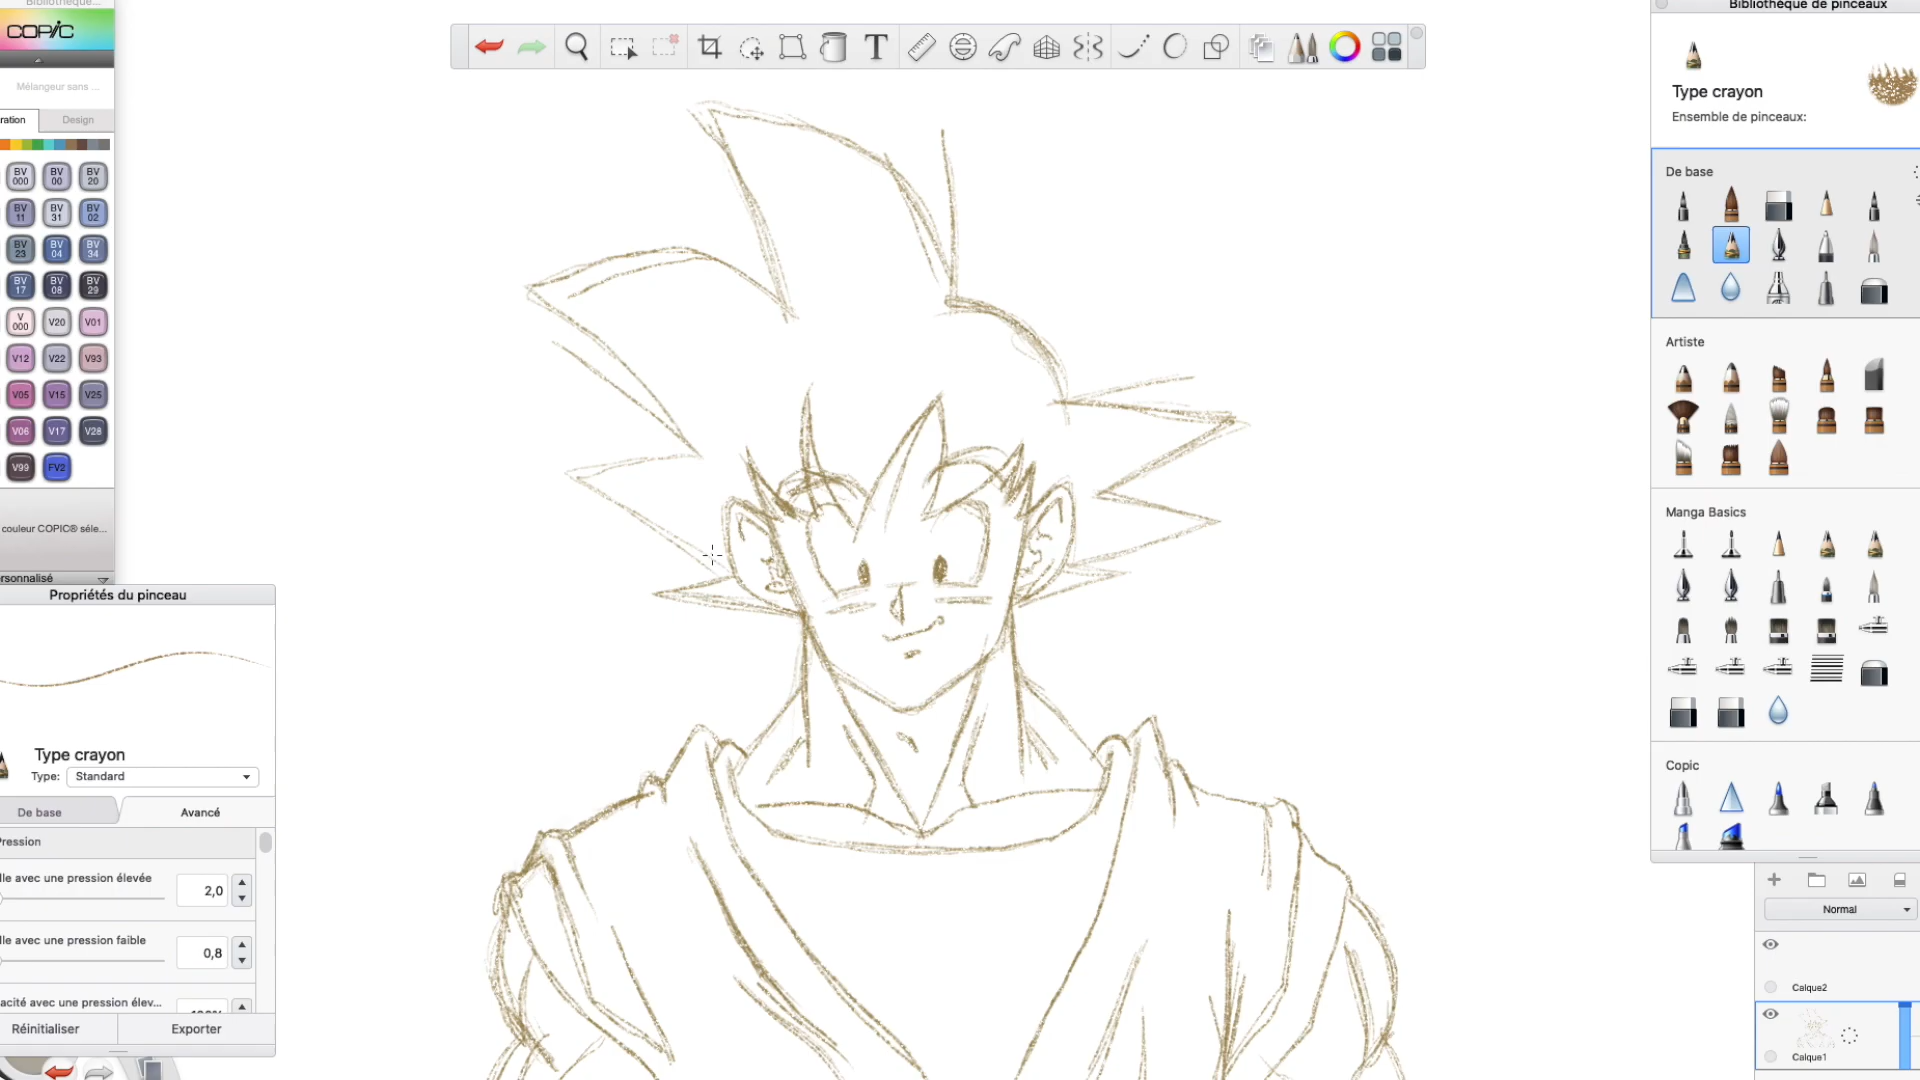 Bibliothèque...
COPIC
Mélangeur sans ...
ration
Design
BV 000
BV 00
BV 20
BV 11
BV 31
BV 02
BV 23
BV 04
BV 34
BV 17
BV 08
BV 29
V 000
V20
V01
V12
V22
V93
V05
V15
V25
V06
V17
V28
V99
FV2
couleur COPIC® séle...
ersonnalisé
Propriétés du pinceau
Type crayon
Type: Standard
De base
Avancé
Pression
lle avec une pression élevée
2,0
lle avec une pression faible
0,8
acité avec une pression élev...
Réinitialiser
Exporter
T
Bibliothèque de pinceaux
Type crayon
Ensemble de pinceaux:
De base
Artiste
Manga Basics
Copic
Normal
Calque2
Calque1